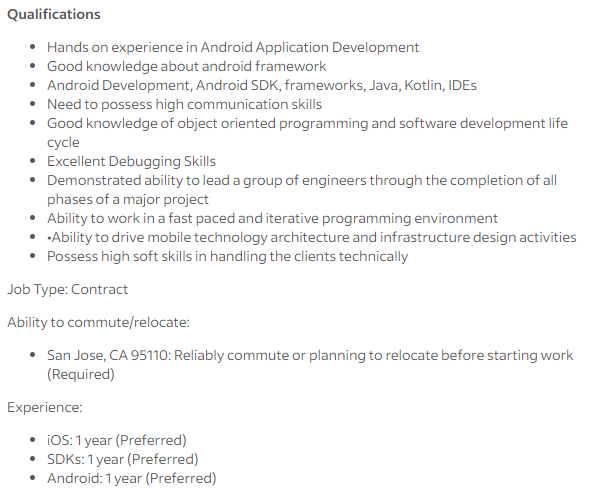 Qualifications
• Hands on experience in Android Application Development
• Good knowledge about android framework
• Android Development, Android SDK, frameworks, Java, Kotlin, IDEs
• Need to possess high communication skills
• Good knowledge of object oriented programming and software development life
cycle
• Excellent Debugging Skills
• Demonstrated ability to lead a group of engineers through the completion of all
phases of a major project
• Ability to work in a fast paced and iterative programming environment
• •Ability to drive mobile technology architecture and infrastructure design activities
• Possess high soft skills in handling the clients technically
Job Type: Contract
Ability to commute/relocate:
• San Jose, CA 95110: Reliably commute or planning to relocate before starting work
(Required)
Experience:
• iOS: 1 year (Preferred)
• SDKs: 1 year (Preferred)
• Android: 1 year (Preferred)